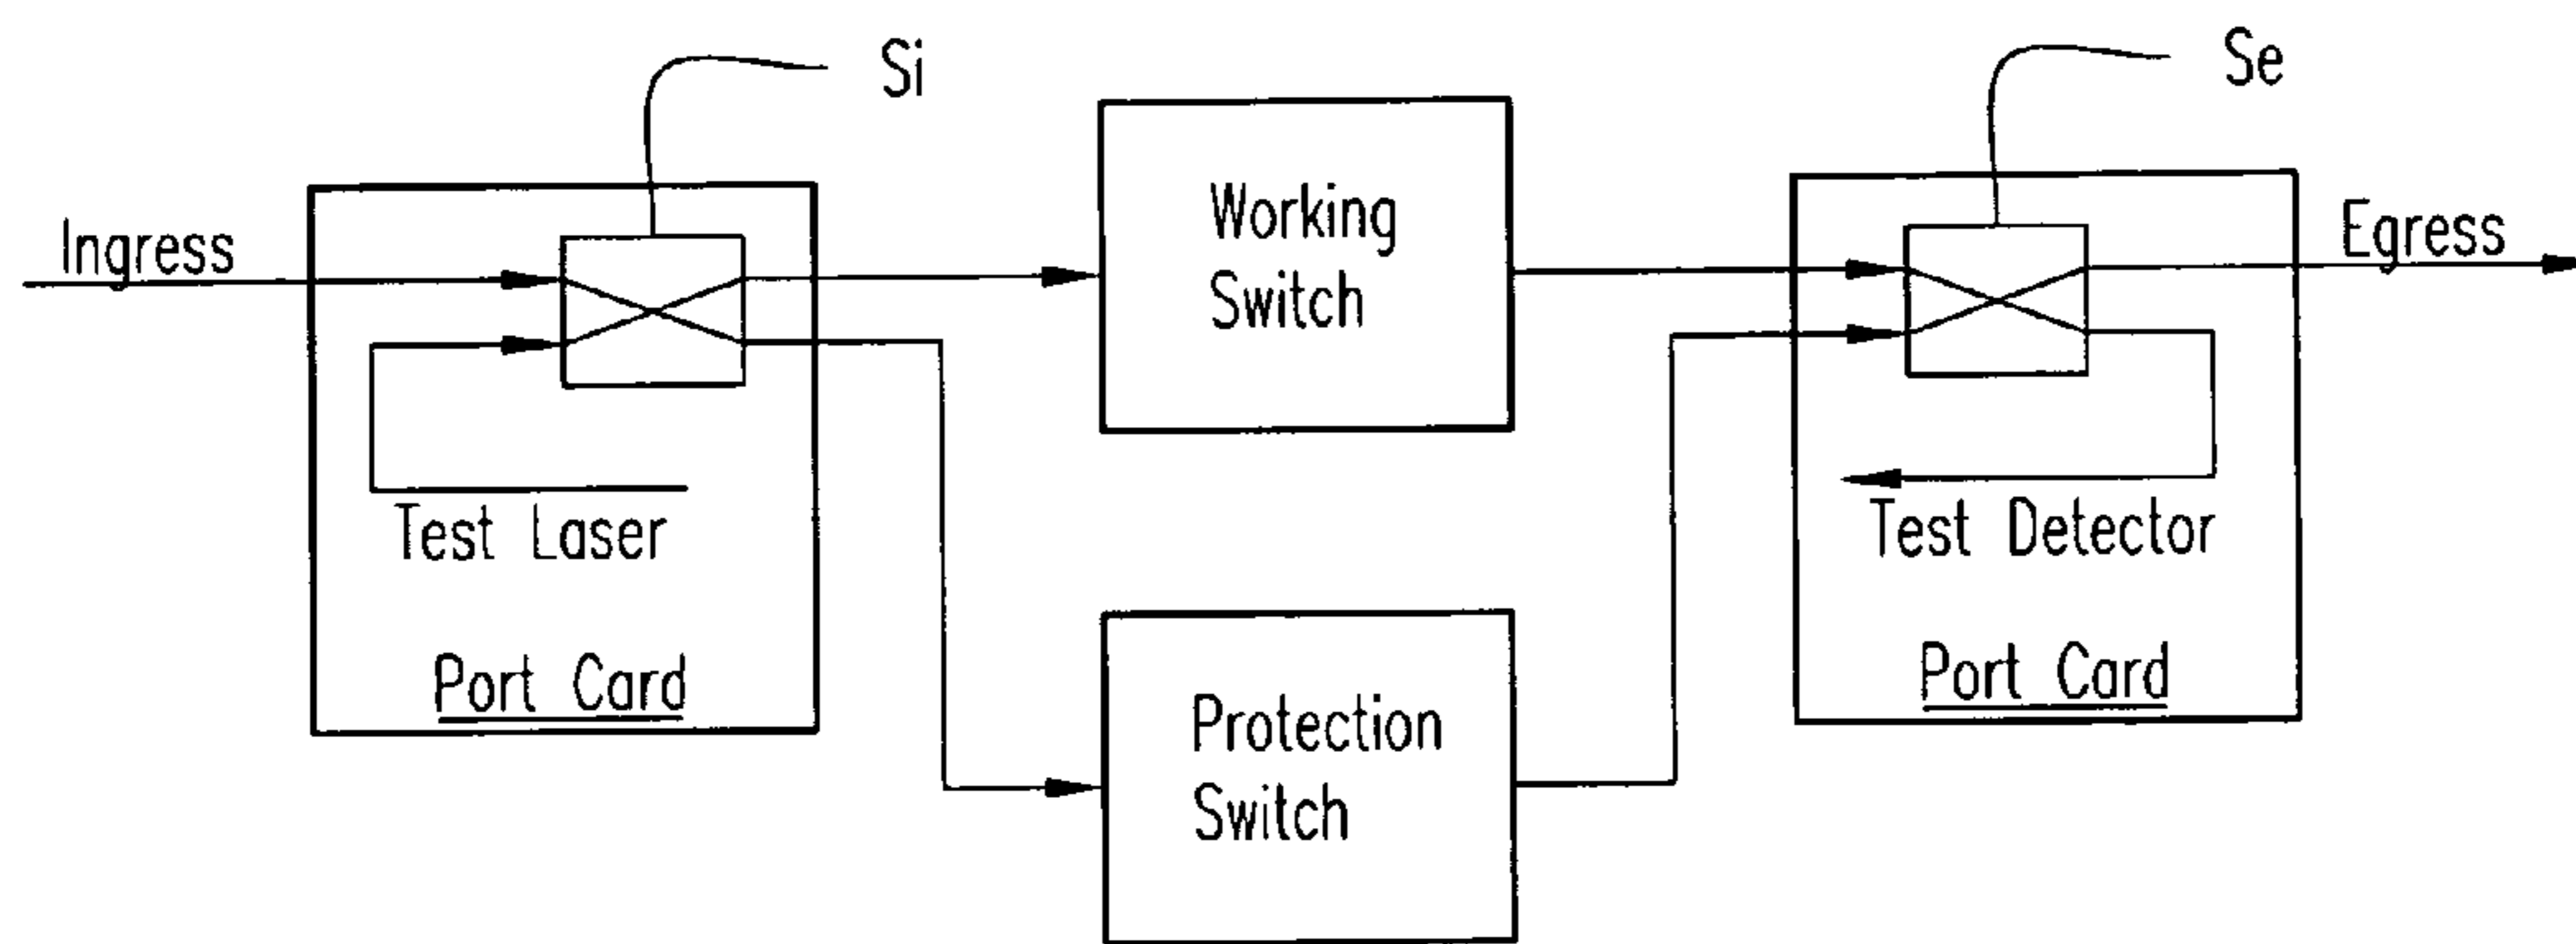 Si
Se
Ingress
Working
Switch
Egress
Test Laser
Test Detector
Port Card
Port Card
Protection
Switch